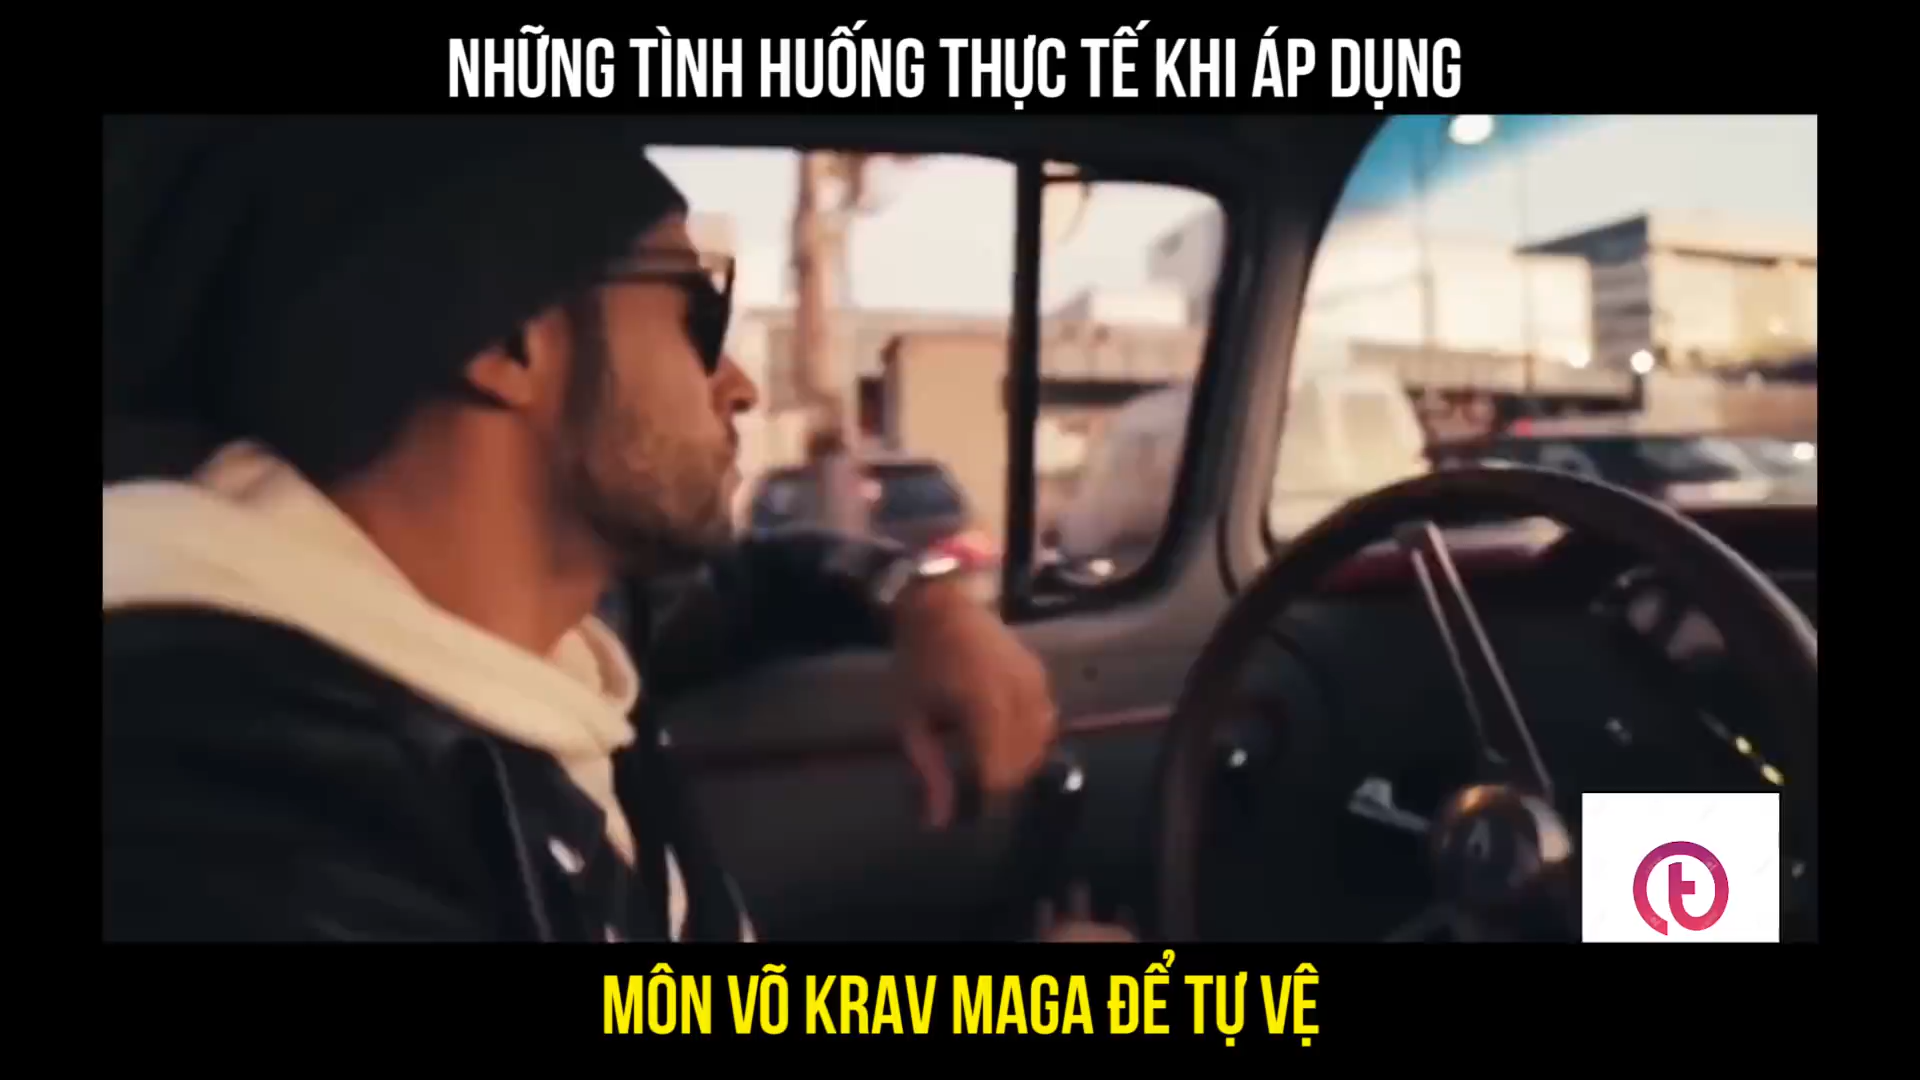 NHỮNG TÌNH HUỐNG THỰC TẾ KHI ÁP DỤNG
MÔN VÕ KRAV MAGA ĐỂ TỰ VỆ